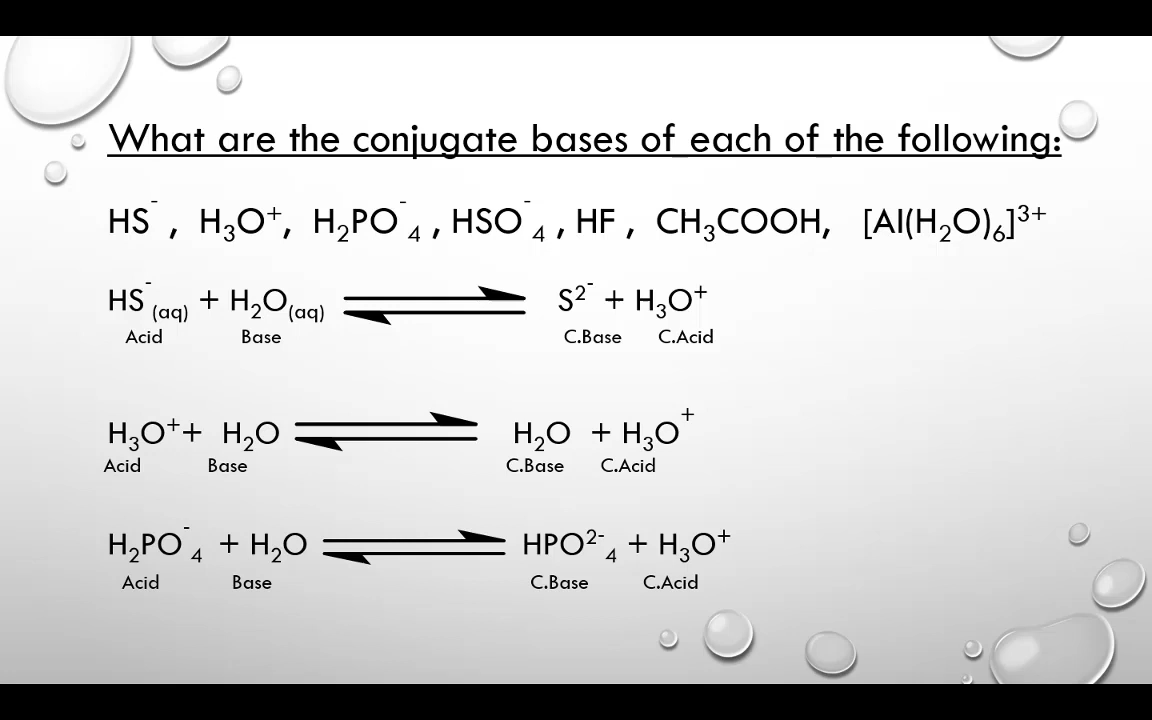 What are the conjugate bases of each of the following:
HS⁻ , H₃O⁺, H₂PO⁻₄ , HSO⁻₄ , HF , CH₃COOH, [Al(H₂O)₆]³⁺
HS⁻(aq) + H₂O(aq) ⇌ S²⁻ + H₃O⁺
Acid Base C.Base C.Acid
H₃O⁺+ H₂O ⇌ H₂O + H₃O⁺
Acid Base C.Base C.Acid
H₂PO⁻₄ + H₂O ⇌ HPO²⁻₄ + H₃O⁺
Acid Base C.Base C.Acid